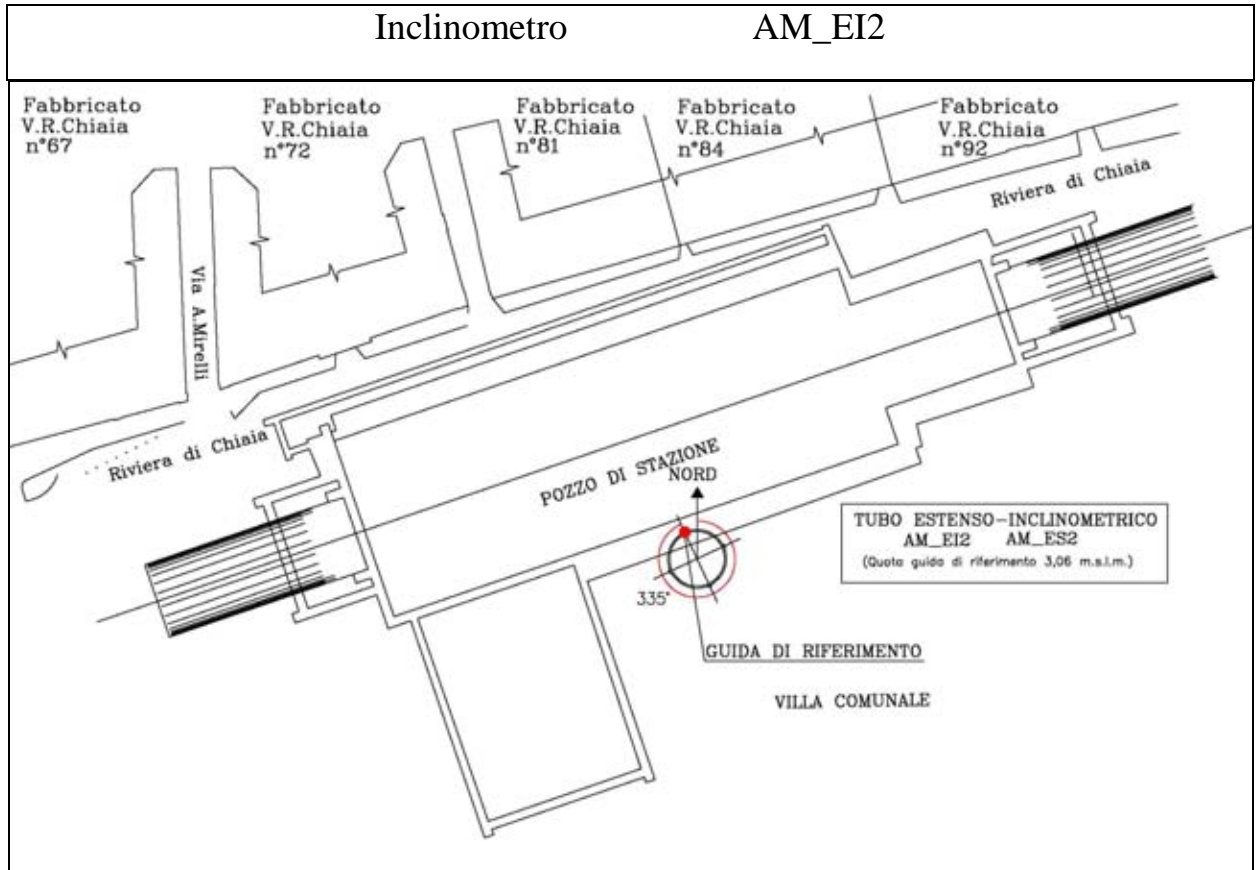 Inclinometro AM_EI2
Fabbricato
V.R.Chiaia
n°67
Fabbricato
V.R.Chiaia
n°72
Fabbricato
V.R.Chiaia
n°81
Fabbricato
V.R.Chiaia
n°84
Fabbricato
V.R.Chiaia
n°92
Riviera di Chiaia
Via A.Mirelli
Riviera di Chiaia
POZZO DI STAZIONE
NORD
TUBO ESTENSO-INCLINOMETRICO
AM_EI2 AM_ES2
(Quota guida di riferimento 3,06 m.s.l.m.)
335°
GUIDA DI RIFERIMENTO
VILLA COMUNALE